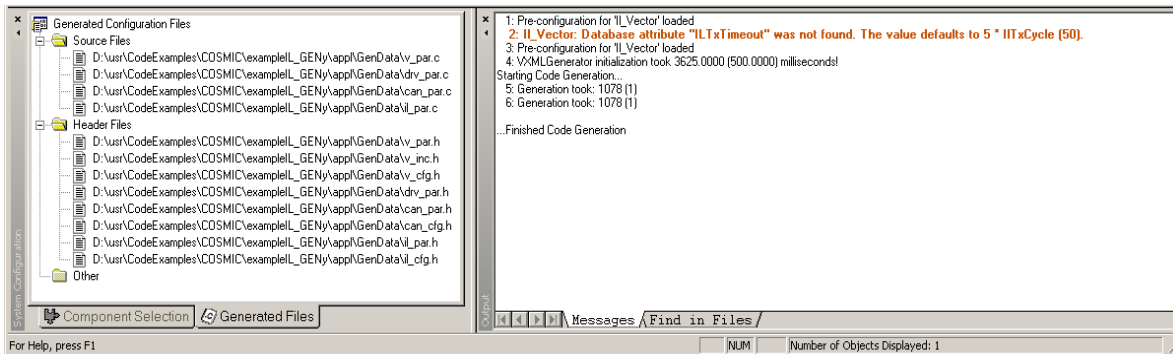 Generated Configuration Files
Source Files
D:\usr\CodeExamples\COSMIC\exampleIL_GENy\appl\GenData\v_par.c
D:\usr\CodeExamples\COSMIC\exampleIL_GENy\appl\GenData\drv_par.c
D:\usr\CodeExamples\COSMIC\exampleIL_GENy\appl\GenData\can_par.c
D:\usr\CodeExamples\COSMIC\exampleIL_GENy\appl\GenData\il_par.c
Header Files
D:\usr\CodeExamples\COSMIC\exampleIL_GENy\appl\GenData\v_par.h
D:\usr\CodeExamples\COSMIC\exampleIL_GENy\appl\GenData\v_inc.h
D:\usr\CodeExamples\COSMIC\exampleIL_GENy\appl\GenData\v_cfg.h
D:\usr\CodeExamples\COSMIC\exampleIL_GENy\appl\GenData\drv_par.h
D:\usr\CodeExamples\COSMIC\exampleIL_GENy\appl\GenData\can_par.h
D:\usr\CodeExamples\COSMIC\exampleIL_GENy\appl\GenData\can_cfg.h
D:\usr\CodeExamples\COSMIC\exampleIL_GENy\appl\GenData\il_par.h
D:\usr\CodeExamples\COSMIC\exampleIL_GENy\appl\GenData\il_cfg.h
Other
System Configuration
Component Selection
Generated Files
1: Pre-configuration for 'Il_Vector' loaded
2: Il_Vector: Database attribute "ILTxTimeout" was not found. The value defaults to 5 * IlTxCycle (50).
3: Pre-configuration for 'Il_Vector' loaded
4: VXMLGenerator initialization took 3625.0000 (500.0000) milliseconds!
Starting Code Generation...
5: Generation took: 1078 (1)
6: Generation took: 1078 (1)
...Finished Code Generation
Output
Messages
Find in Files
For Help, press F1
NUM
Number of Objects Displayed: 1